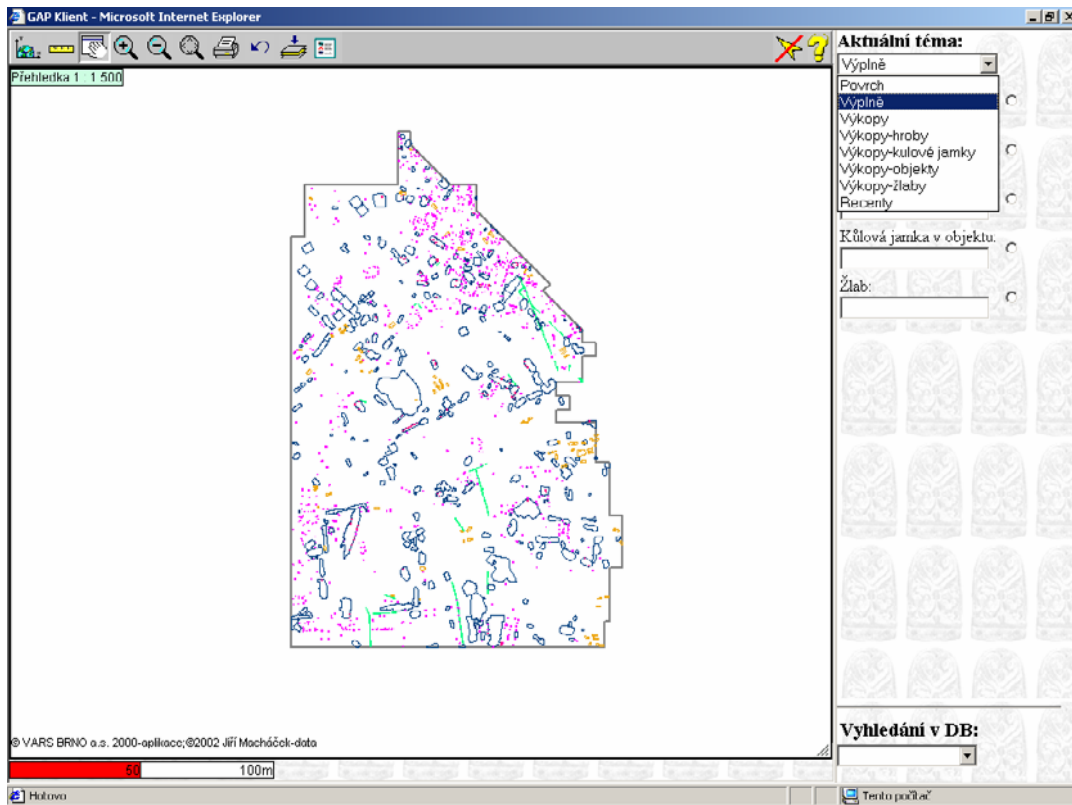 GAP Klient - Microsoft Internet Explorer
Aktuální téma:
Výplně
Přehledka 1 : 1 500
Povrch
Výplně
Výkopy
Výkopy-hroby
Výkopy-kulové jamky
Výkopy-objekty
Výkopy-žlaby
Recenty
Kůlová jamka v objektu:
Žlab:
© VARS BRNO a.s. 2000-aplikace;©2002 Jiří Macháček-data
Vyhledání v DB:
50 100m
Hotovo
Tento počítač